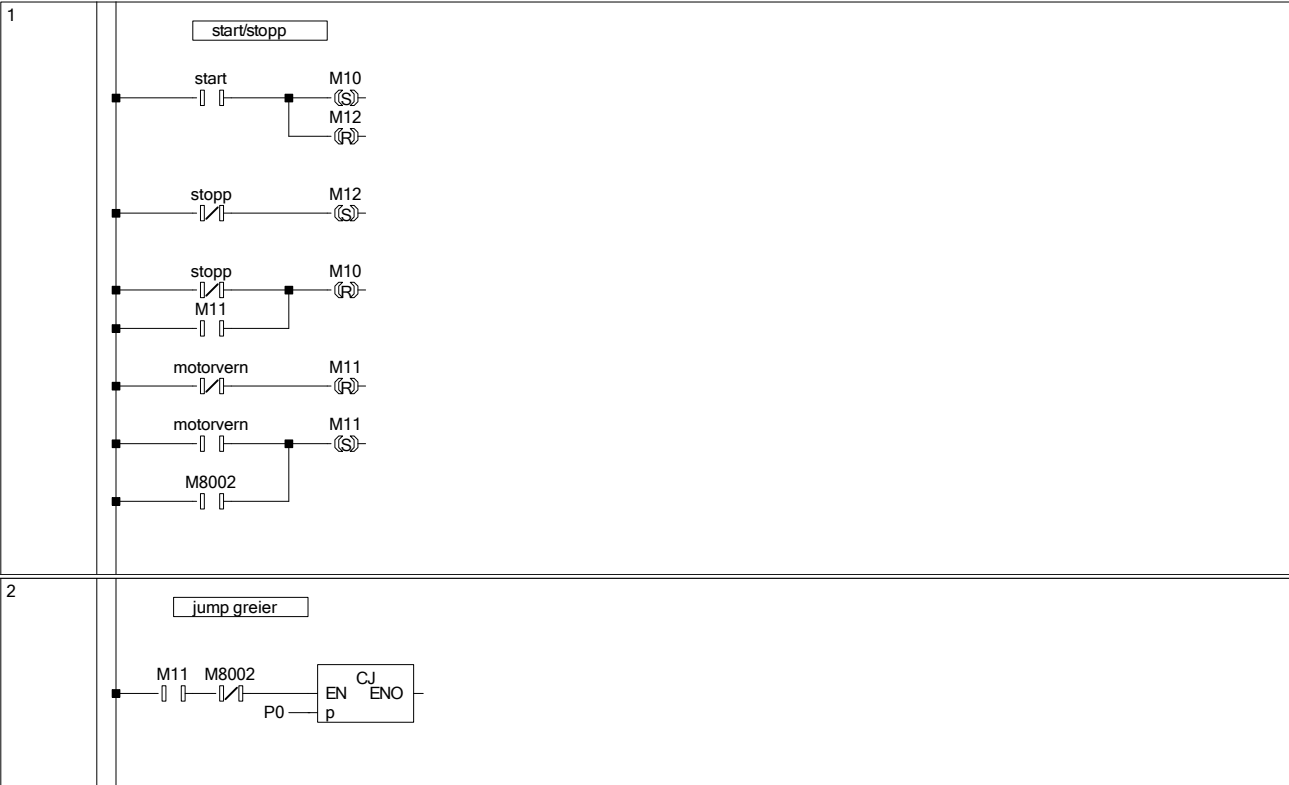 1
start/stopp
start M10
S
M12
R
stopp M12
S
stopp M10
R
M11
motorvern M11
R
motorvern M11
S
M8002
2
jump greier
M11 M8002
CJ
EN ENO
P0 p